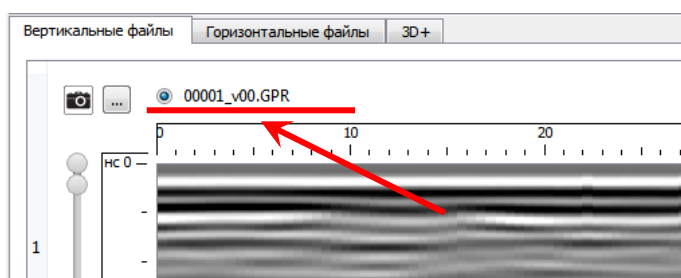 Вертикальные файлы Горизонтальные файлы 3D+
... 00001_v00.GPR
0 10 20
нс 0
1